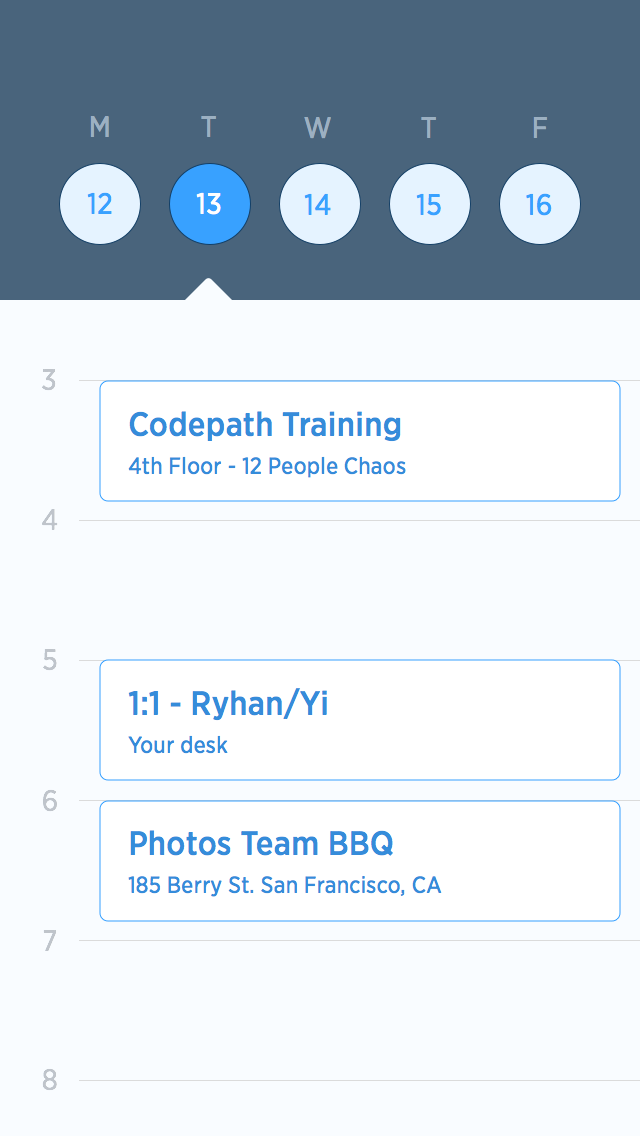 M T W T F
12 13 14 15 16
3
Codepath Training
4th Floor - 12 People Chaos
4
5
1:1 - Ryhan/Yi
Your desk
6
Photos Team BBQ
185 Berry St. San Francisco, CA
7
8